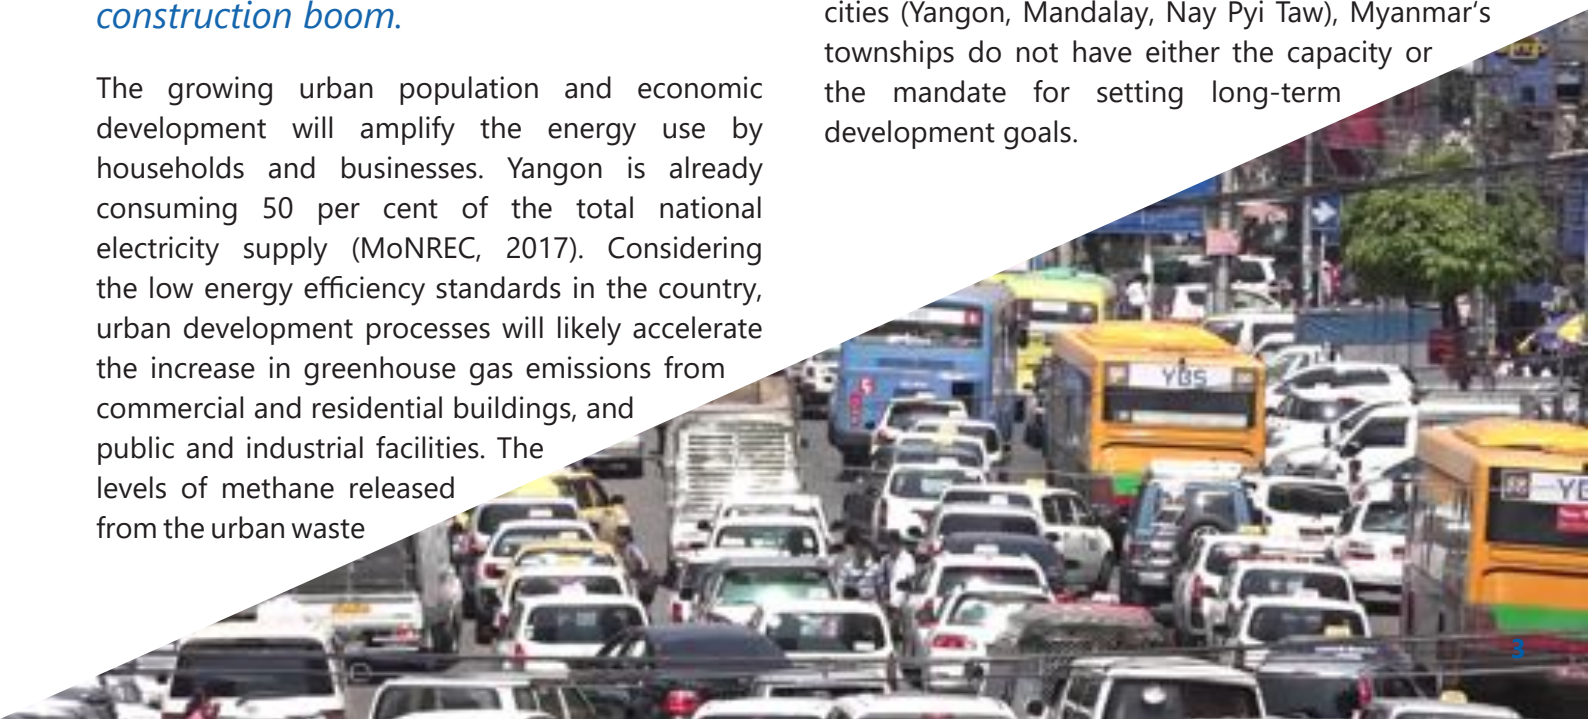 construction boom.
The growing urban population and economic
development will amplify the energy use by
households and businesses. Yangon is already
consuming 50 per cent of the total national
electricity supply (MoNREC, 2017). Considering
the low energy efficiency standards in the country,
urban development processes will likely accelerate
the increase in greenhouse gas emissions from
commercial and residential buildings, and
public and industrial facilities. The
levels of methane released
from the urban waste
cities (Yangon, Mandalay, Nay Pyi Taw), Myanmar‘s
townships do not have either the capacity or
the mandate for setting long-term
development goals.
YBS
3